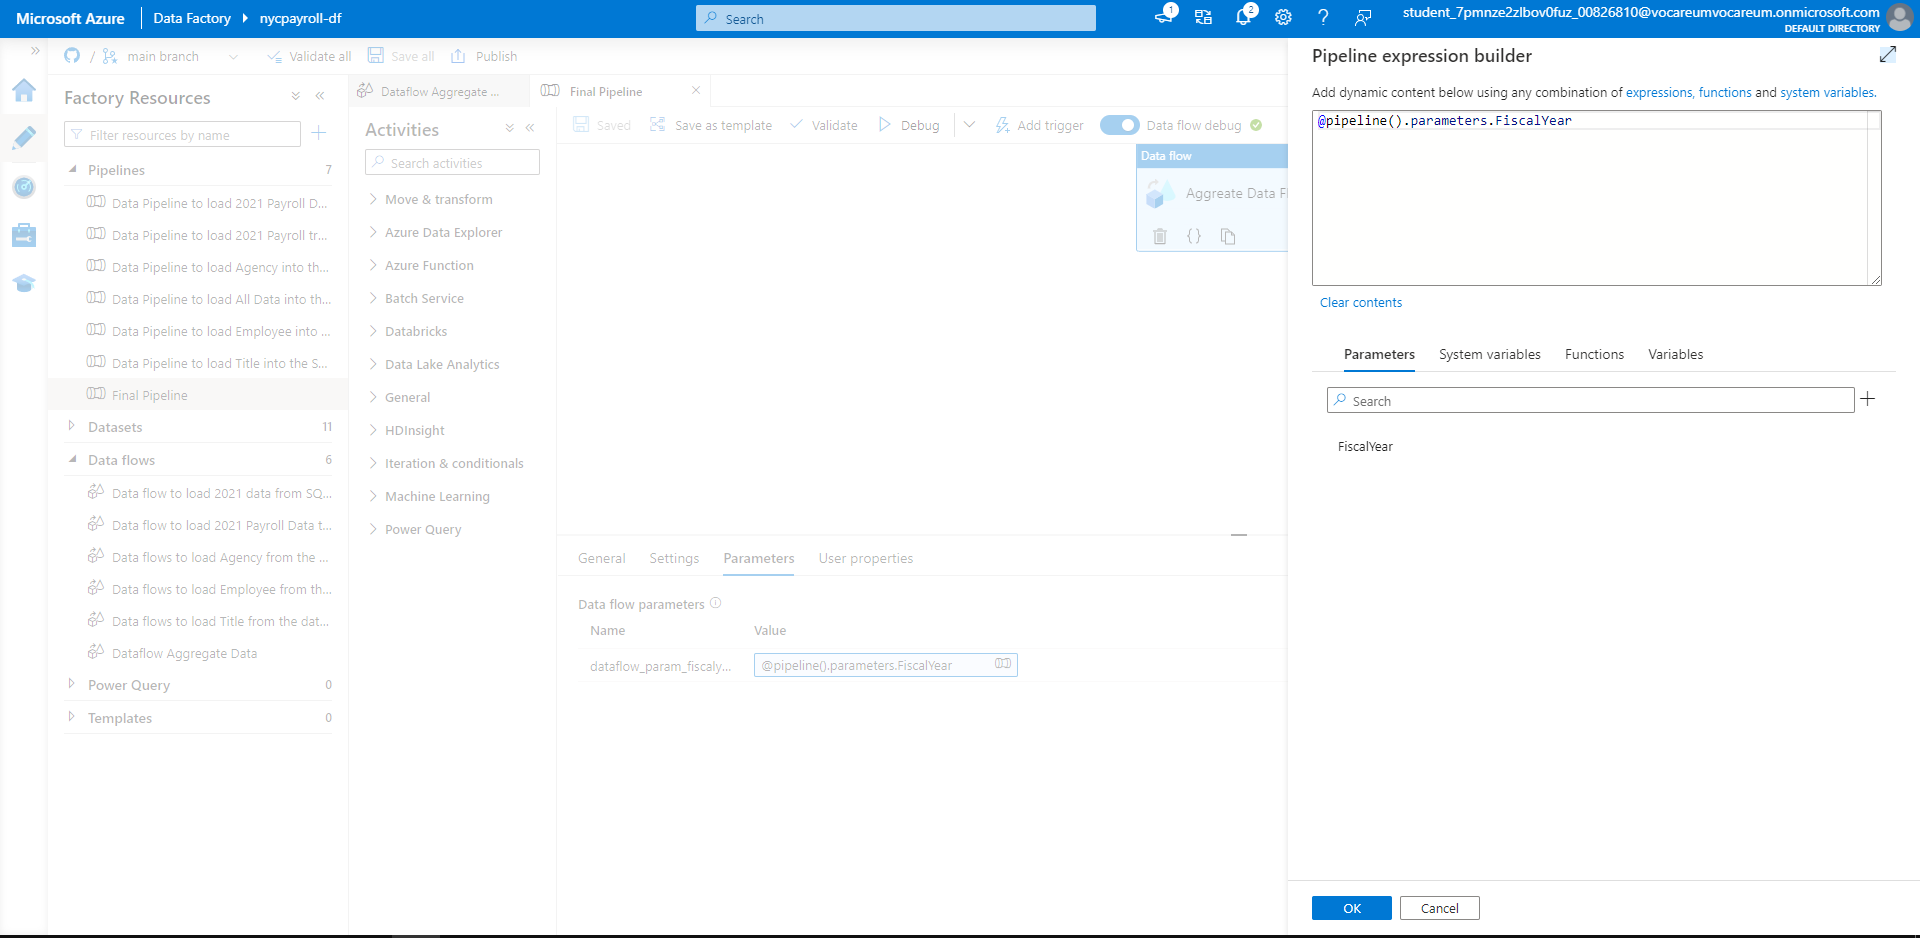 Microsoft Azure
Data Factory
nycpayroll-df
Search
1
2
student_7pmnze2zlbov0fuz_00826810@vocareumvocareum.onmicrosoft.com
DEFAULT DIRECTORY
/
main branch
Validate all
Save all
Publish
Factory Resources
Filter resources by name
Pipelines 7
Data Pipeline to load 2021 Payroll D...
Data Pipeline to load 2021 Payroll tr...
Data Pipeline to load Agency into th...
Data Pipeline to load All Data into th...
Data Pipeline to load Employee into ...
Data Pipeline to load Title into the S...
Final Pipeline
Datasets 11
Data flows 6
Data flow to load 2021 data from SQ...
Data flow to load 2021 Payroll Data t...
Data flows to load Agency from the ...
Data flows to load Employee from th...
Data flows to load Title from the dat...
Dataflow Aggregate Data
Power Query 0
Templates 0
Dataflow Aggregate ...
Final Pipeline
Activities
Search activities
Move & transform
Azure Data Explorer
Azure Function
Batch Service
Databricks
Data Lake Analytics
General
HDInsight
Iteration & conditionals
Machine Learning
Power Query
Saved
Save as template
Validate
Debug
Add trigger
Data flow debug
Data flow
Aggreate Data Fl
General
Settings
Parameters
User properties
Data flow parameters
Name Value
dataflow_param_fiscaly... @pipeline().parameters.FiscalYear
Pipeline expression builder
Add dynamic content below using any combination of expressions, functions and system variables.
@pipeline().parameters.FiscalYear
Clear contents
Parameters
System variables
Functions
Variables
Search
FiscalYear
OK
Cancel